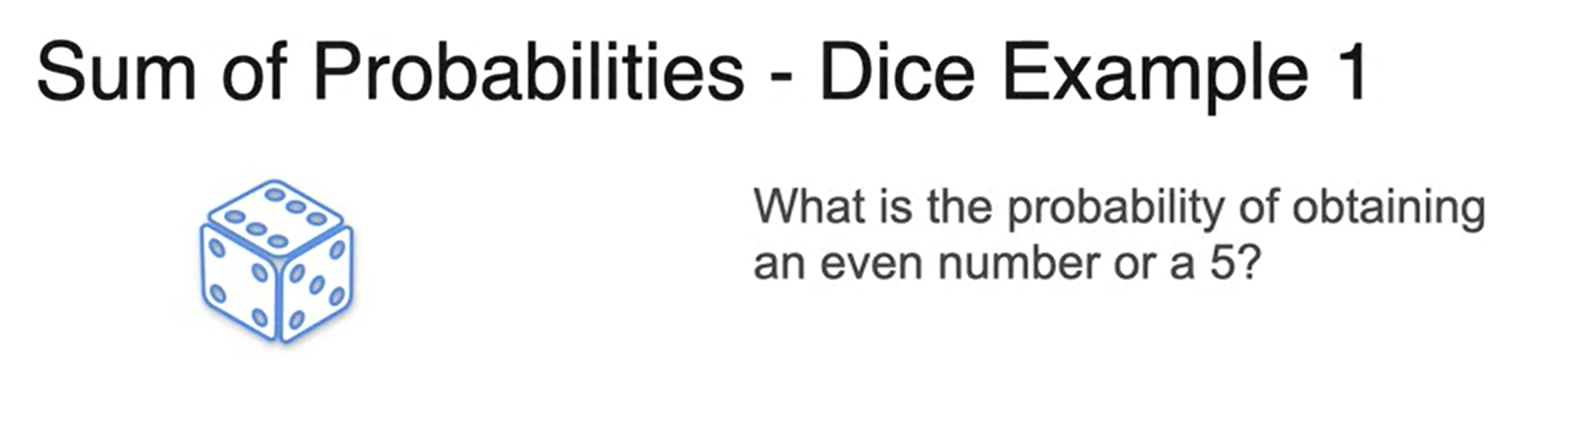 Sum of Probabilities - Dice Example 1
What is the probability of obtaining
an even number or a 5?